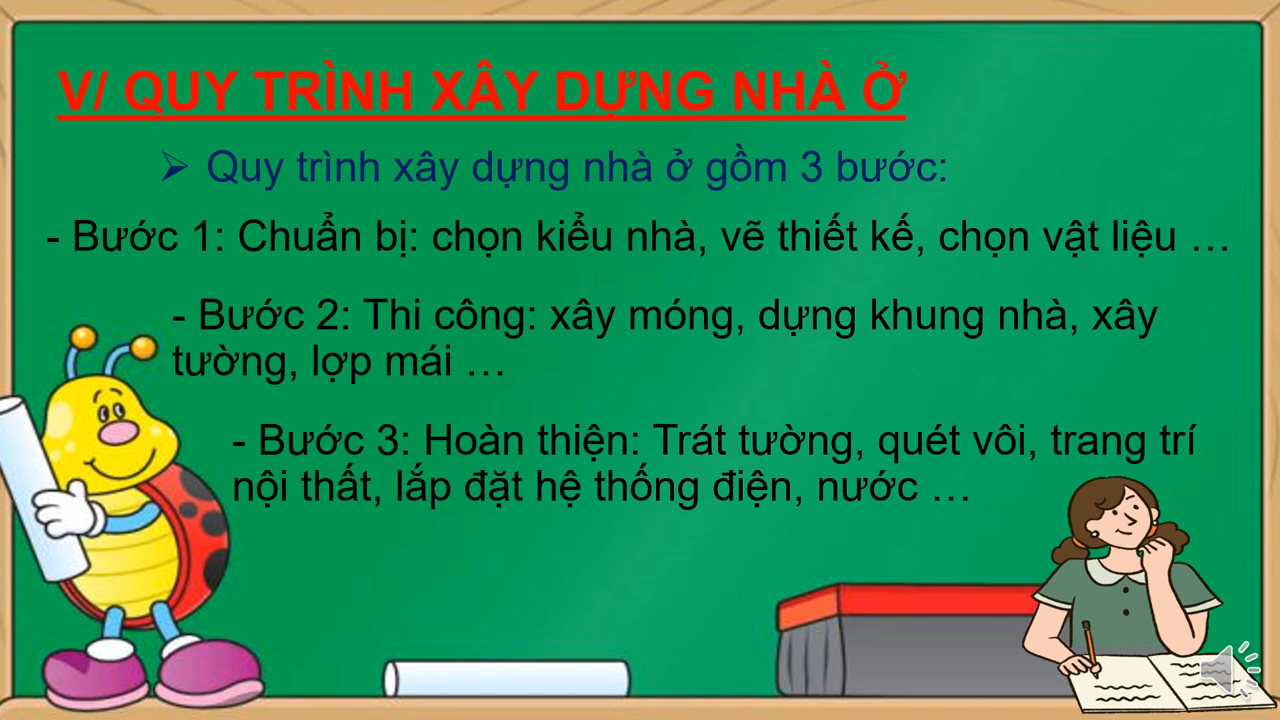 V/ QUY TRÌNH XÂY DỰNG NHÀ Ở
➢ Quy trình xây dựng nhà ở gồm 3 bước:
- Bước 1: Chuẩn bị: chọn kiểu nhà, vẽ thiết kế, chọn vật liệu …
- Bước 2: Thi công: xây móng, dựng khung nhà, xây
tường, lợp mái …
- Bước 3: Hoàn thiện: Trát tường, quét vôi, trang trí
nội thất, lắp đặt hệ thống điện, nước …